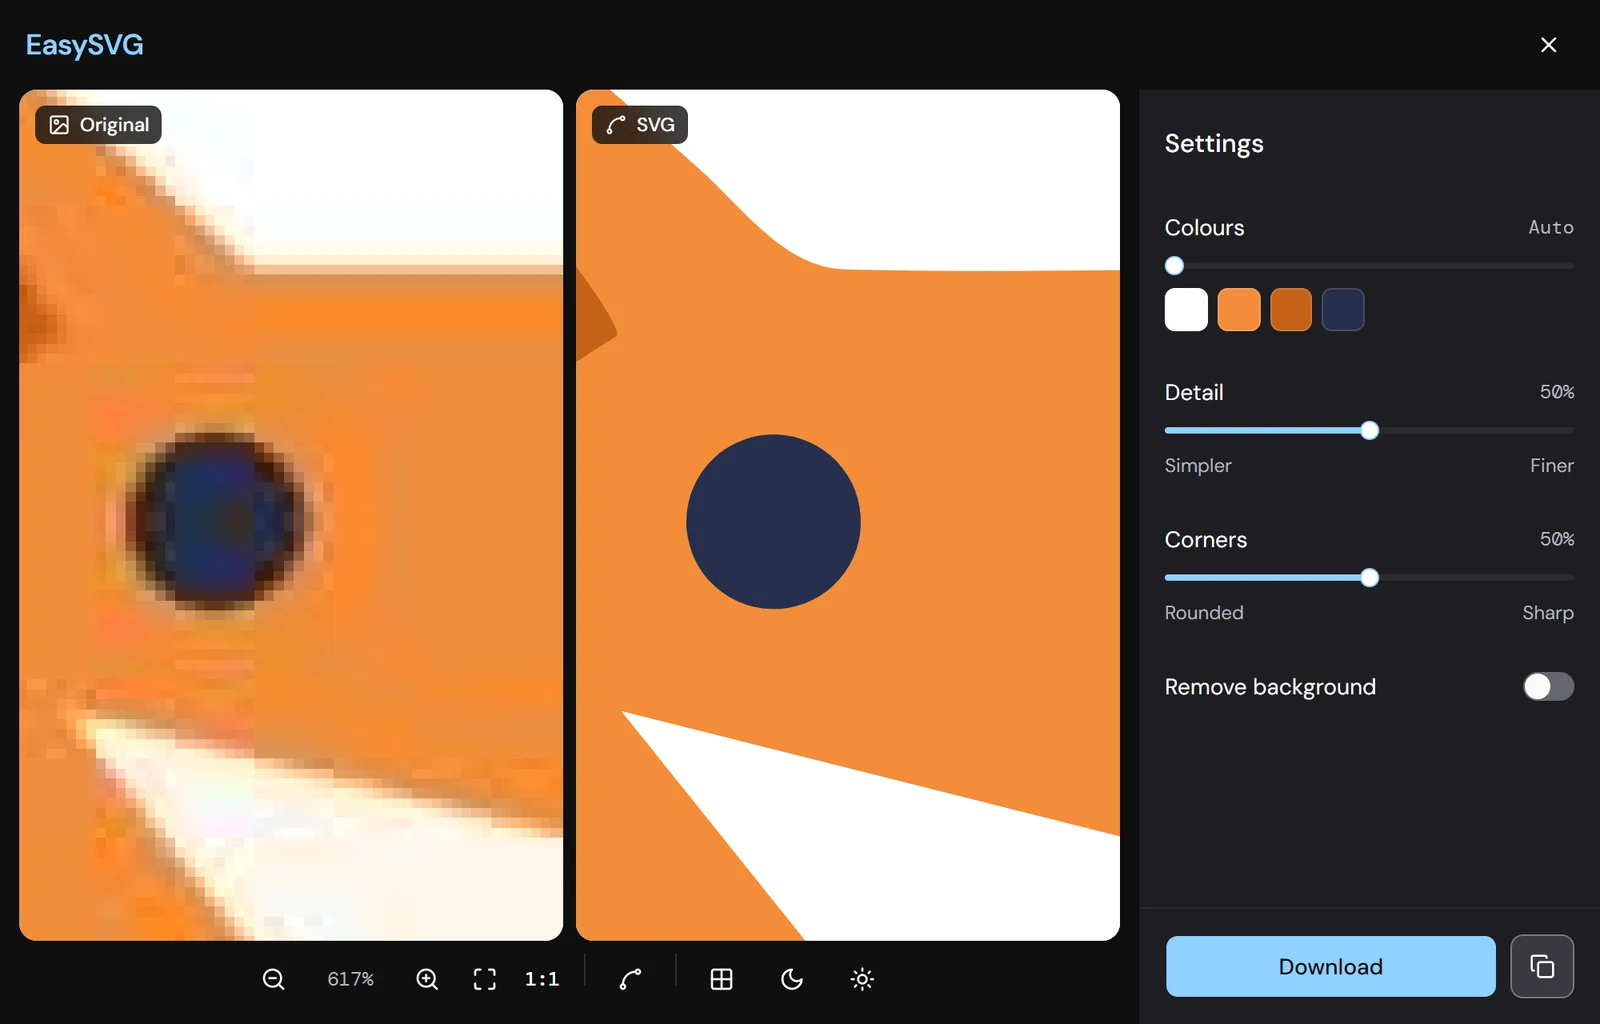 EasySVG
Original
SVG
Settings
Colours
Auto
Detail
50%
Simpler
Finer
Corners
50%
Rounded
Sharp
Remove background
617%
1:1
Download